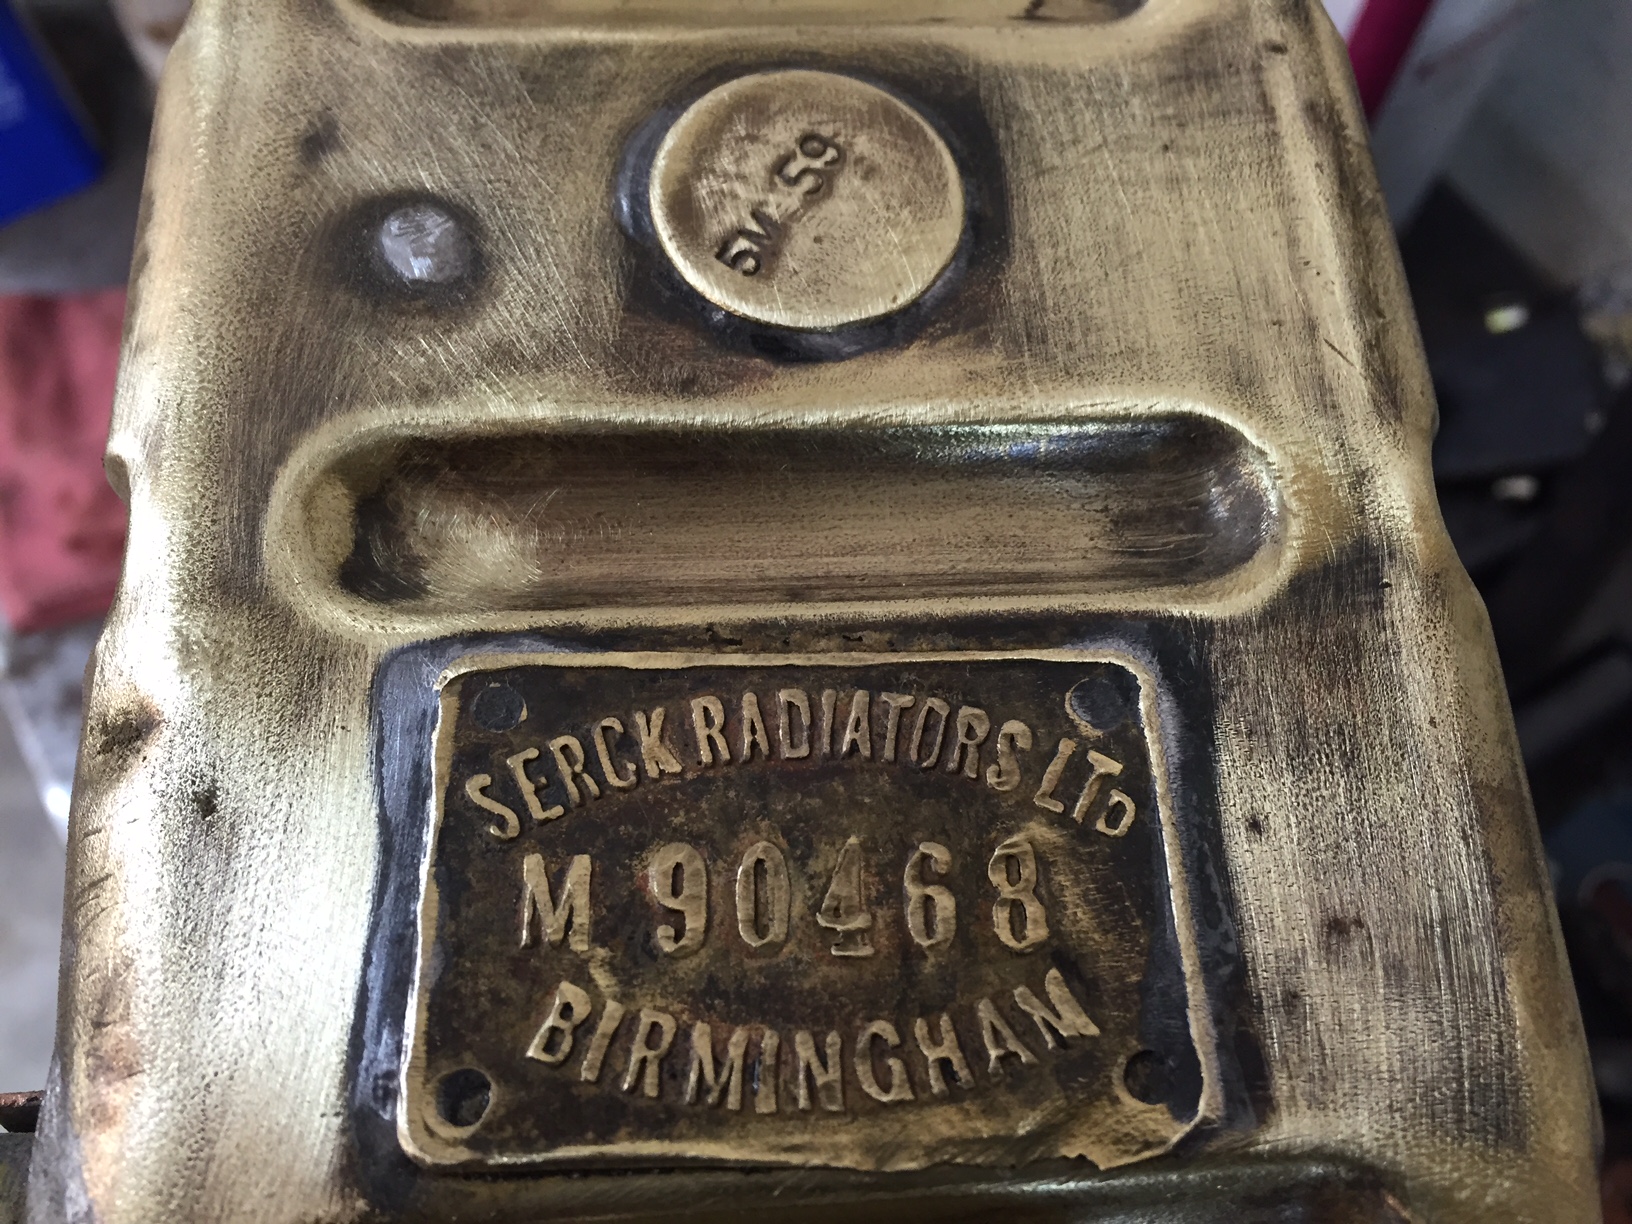 5M-59
SERCK RADIATORS LTD
M 90468
BIRMINGHAM